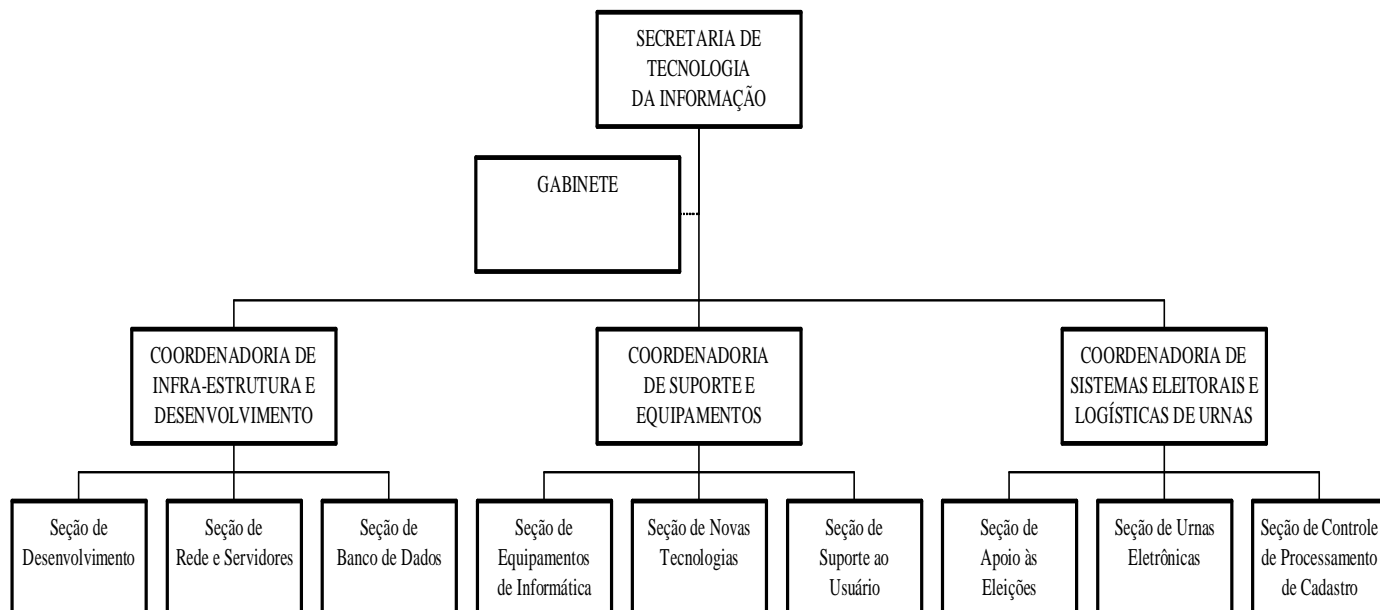 SECRETARIA DE
TECNOLOGIA
DA INFORMAÇÃO
GABINETE
COORDENADORIA DE
INFRA-ESTRUTURA E
DESENVOLVIMENTO
COORDENADORIA
DE SUPORTE E
EQUIPAMENTOS
COORDENADORIA DE
SISTEMAS ELEITORAIS E
LOGÍSTICAS DE URNAS
Seção de
Desenvolvimento
Seção de
Rede e Servidores
Seção de
Banco de Dados
Seção de
Equipamentos
de Informática
Seção de Novas
Tecnologias
Seção de
Suporte ao
Usuário
Seção de
Apoio às
Eleições
Seção de Urnas
Eletrônicas
Seção de Controle
de Processamento
de Cadastro